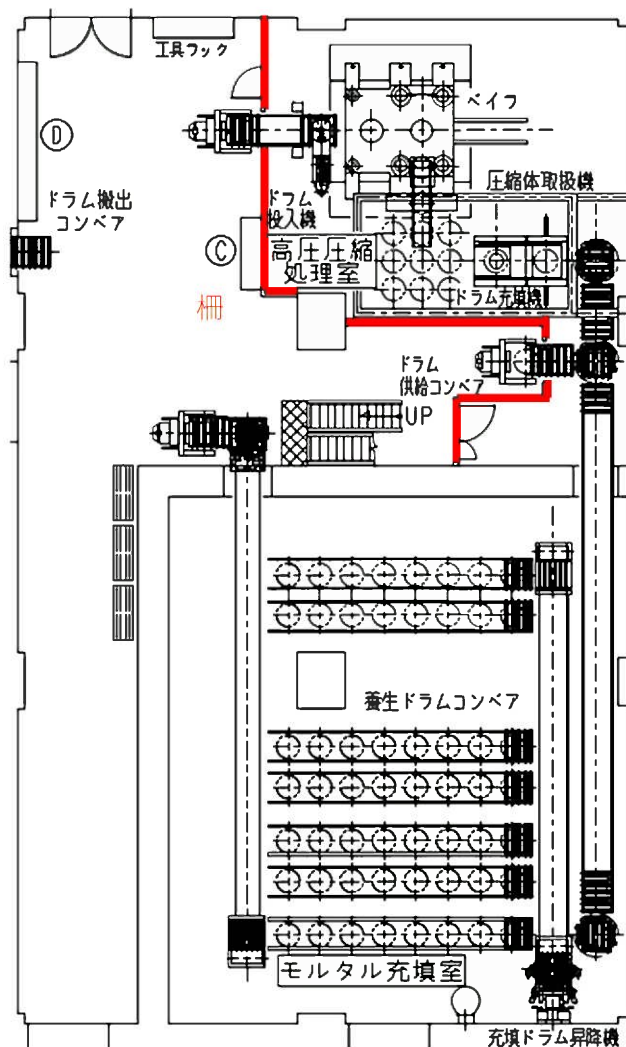 工具フック
ベイラ
D
ドラム搬出
コンベア
圧縮体取扱機
ドラム
投入機
C
高圧圧縮
処理室
ドラム充填機
柵
ドラム
供給コンベア
UP
養生ドラムコンベア
モルタル充填室
充填ドラム昇降機